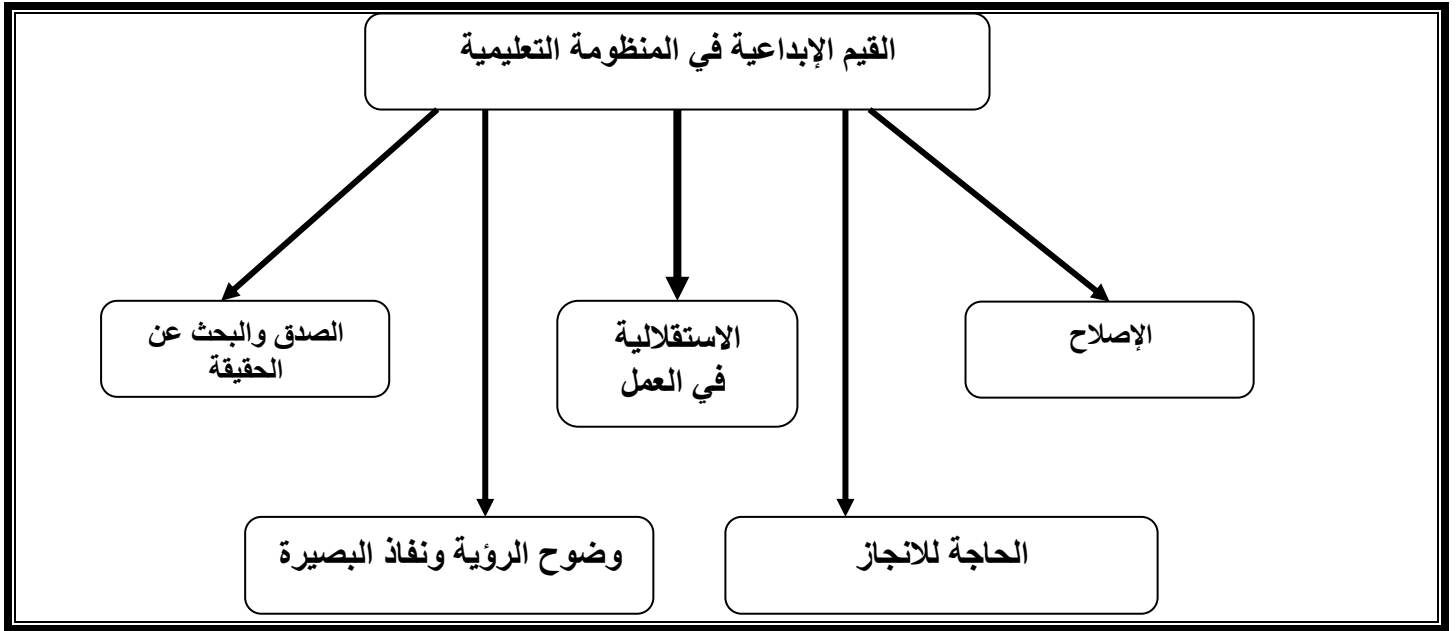 القيم الإبداعية في المنظومة التعليمية
الإصلاح
الاستقلالية
في العمل
الصدق والبحث عن
الحقيقة
الحاجة للانجاز
وضوح الرؤية ونفاذ البصيرة